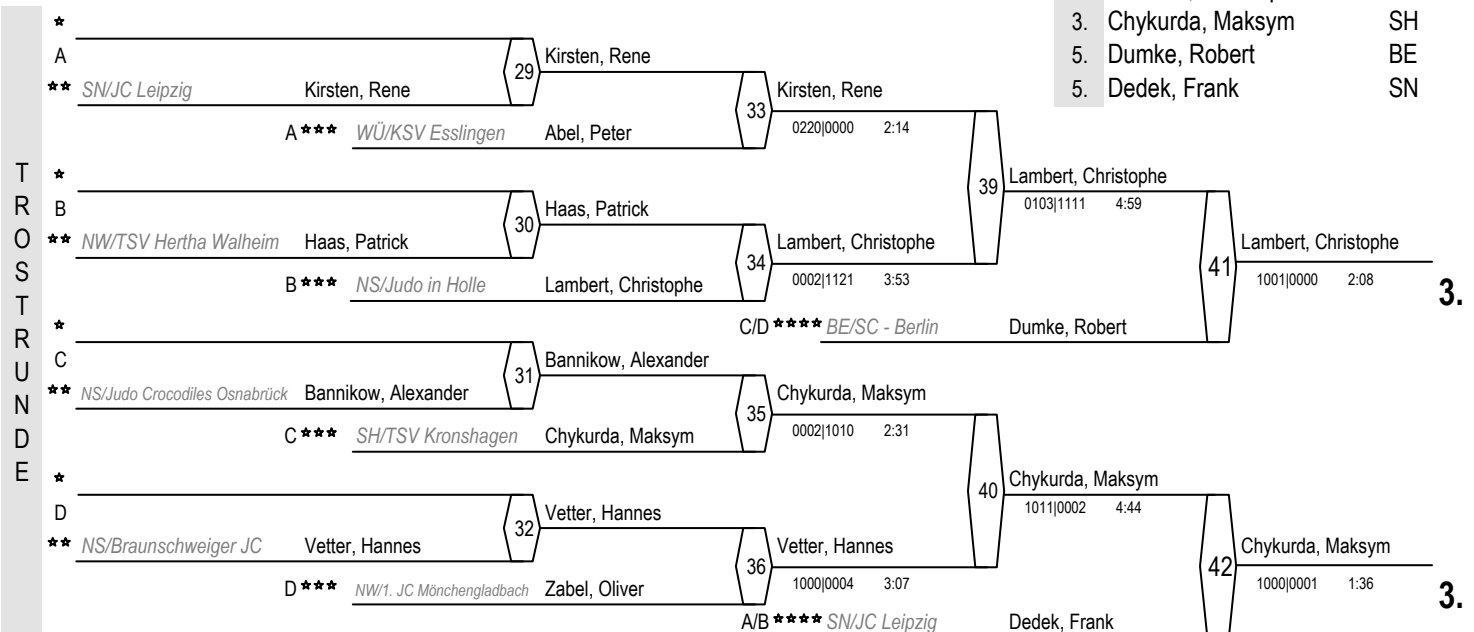 3. Chykurda, Maksym SH
5. Dumke, Robert BE
5. Dedek, Frank SN
TROSTRUNDE
*
A
** SN/JC Leipzig Kirsten, Rene
29
Kirsten, Rene
A *** WÜ/KSV Esslingen Abel, Peter
33
Kirsten, Rene
0220|0000 2:14
*
B
** NW/TSV Hertha Walheim Haas, Patrick
30
Haas, Patrick
B *** NS/Judo in Holle Lambert, Christophe
34
Lambert, Christophe
0002|1121 3:53
39
Lambert, Christophe
0103|1111 4:59
C/D **** BE/SC - Berlin Dumke, Robert
41
Lambert, Christophe
1001|0000 2:08
3.
*
C
** NS/Judo Crocodiles Osnabrück Bannikow, Alexander
31
Bannikow, Alexander
C *** SH/TSV Kronshagen Chykurda, Maksym
35
Chykurda, Maksym
0002|1010 2:31
*
D
** NS/Braunschweiger JC Vetter, Hannes
32
Vetter, Hannes
D *** NW/1. JC Mönchengladbach Zabel, Oliver
36
Vetter, Hannes
1000|0004 3:07
40
Chykurda, Maksym
1011|0002 4:44
A/B **** SN/JC Leipzig Dedek, Frank
42
Chykurda, Maksym
1000|0001 1:36
3.